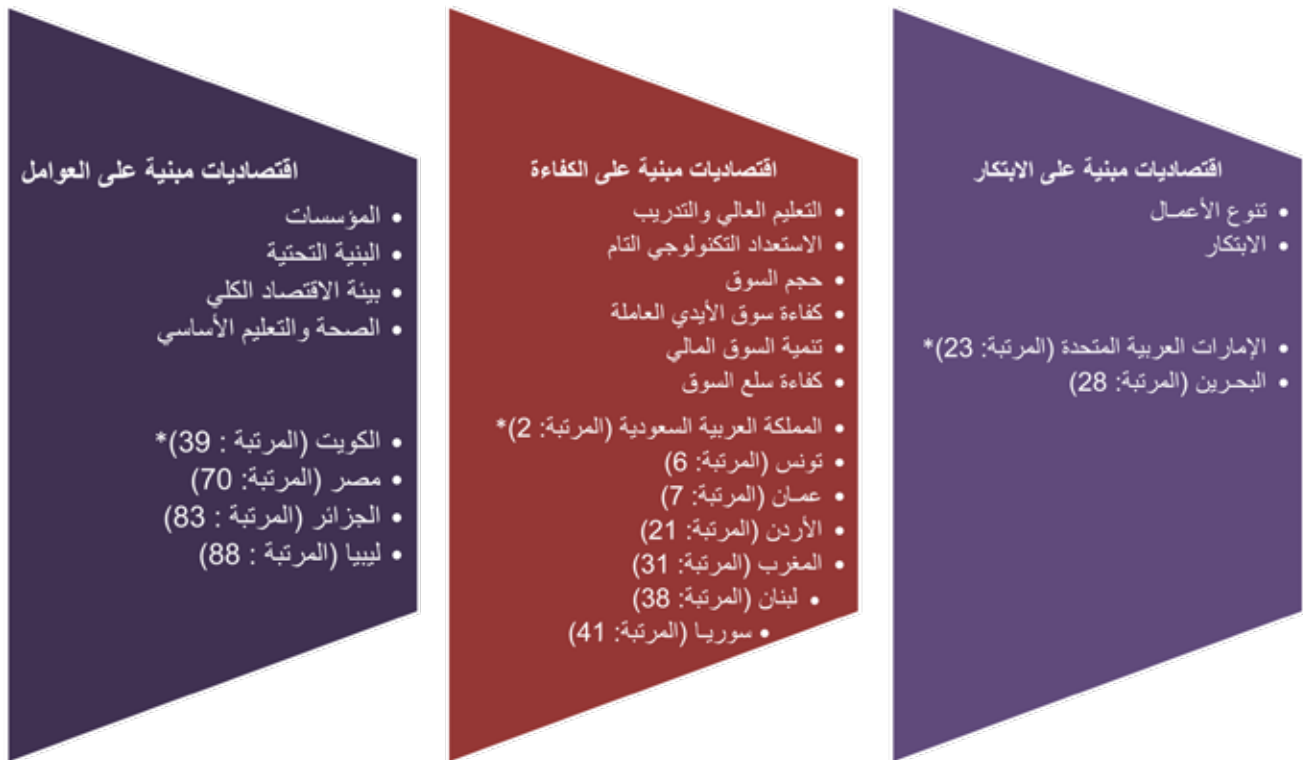 اقتصاديات مبنية على الابتكار
• تنوع الأعمال
• الابتكار
• الإمارات العربية المتحدة (المرتبة: 23)*
• البحرين (المرتبة: 28)
اقتصاديات مبنية على الكفاءة
• التعليم العالي والتدريب
• الاستعداد التكنولوجي التام
• حجم السوق
• كفاءة سوق الأيدي العاملة
• تنمية السوق المالي
• كفاءة سلع السوق
• المملكة العربية السعودية (المرتبة: 2)*
• تونس (المرتبة: 6)
• عمان (المرتبة: 7)
• الأردن (المرتبة: 21)
• المغرب (المرتبة: 31)
• لبنان (المرتبة: 38)
• سوريا (المرتبة: 41)
اقتصاديات مبنية على العوامل
• المؤسسات
• البنية التحتية
• بيئة الاقتصاد الكلي
• الصحة والتعليم الأساسي
• الكويت (المرتبة : 39)*
• مصر (المرتبة: 70)
• الجزائر (المرتبة : 83)
• ليبيا (المرتبة : 88)